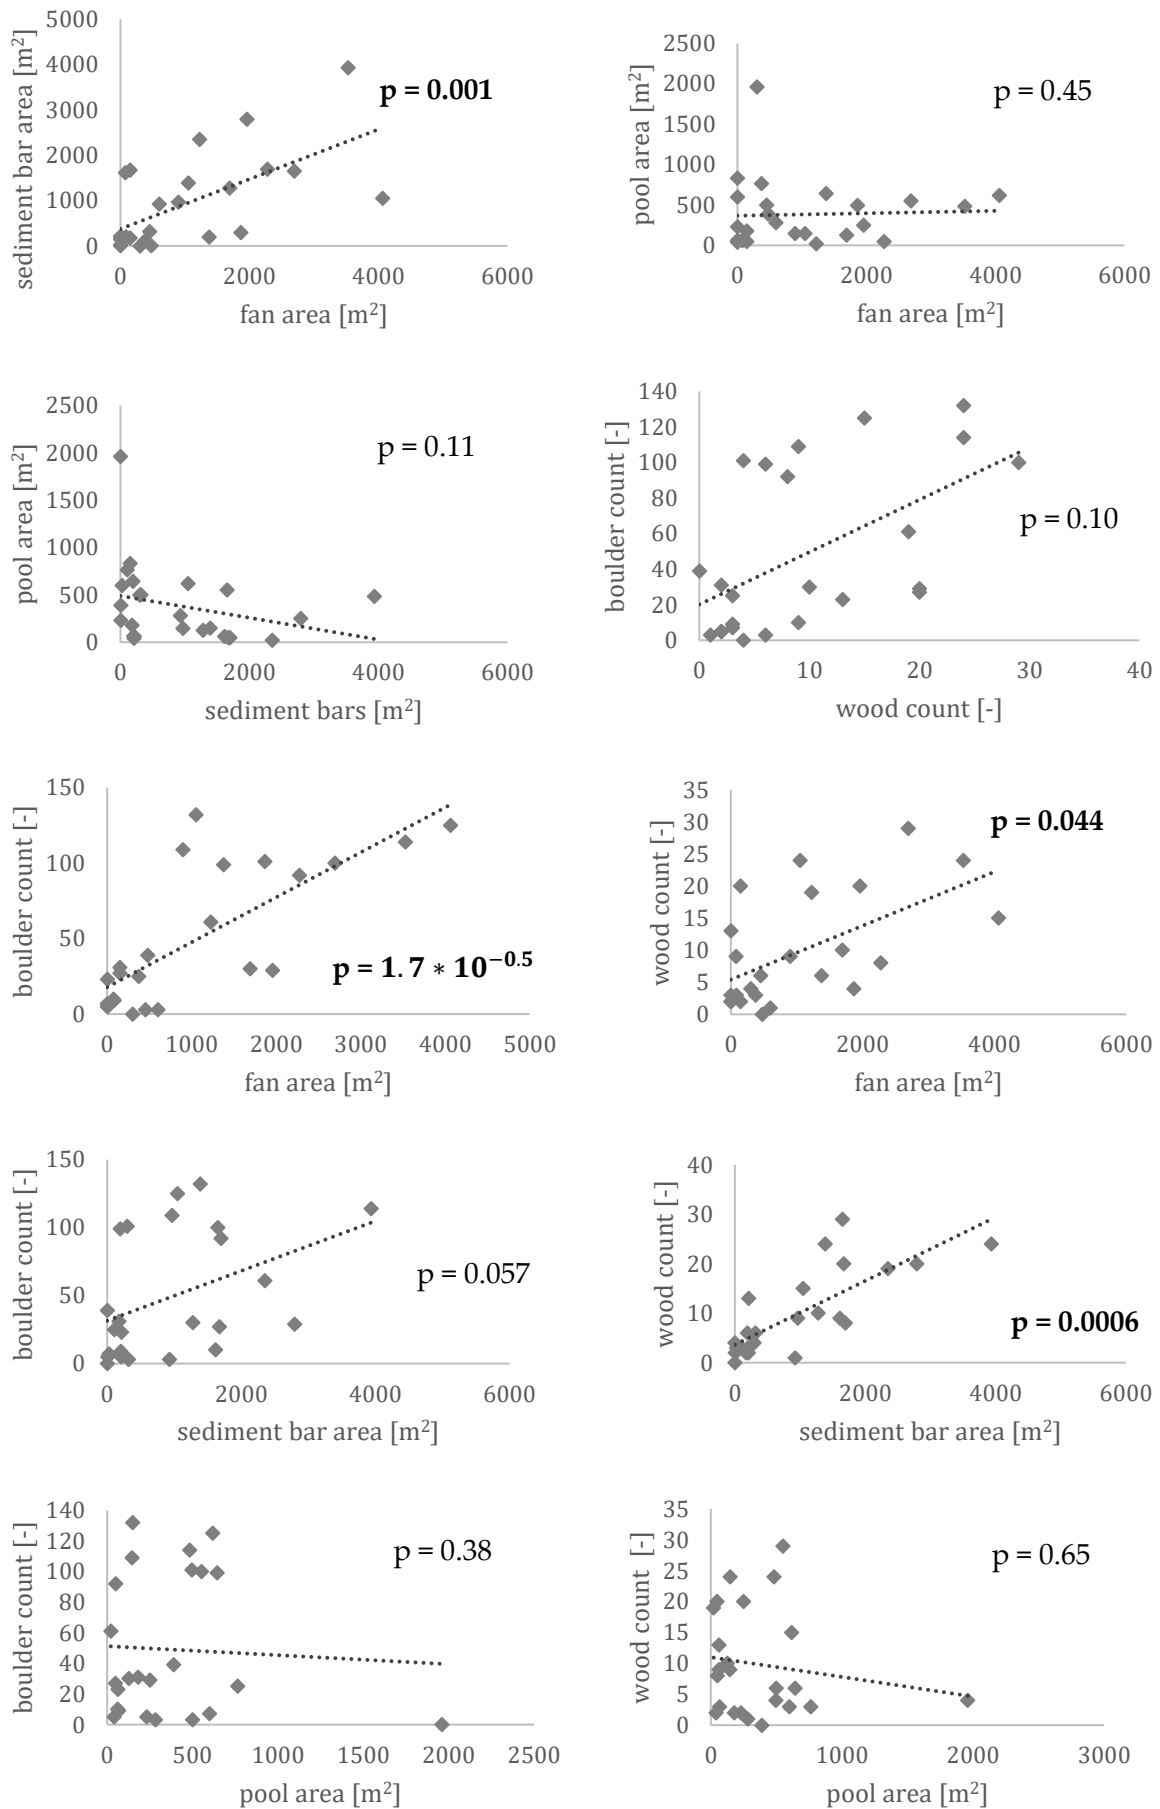 5000
4000
3000
2000
1000
0
sediment bar area [m²]
p = 0.001
0 2000 4000 6000
fan area [m²]
2500
2000
1500
1000
500
0
pool area [m²]
p = 0.45
0 2000 4000 6000
fan area [m²]
2500
2000
1500
1000
500
0
pool area [m²]
p = 0.11
0 2000 4000 6000
sediment bars [m²]
140
120
100
80
60
40
20
0
boulder count [-]
p = 0.10
0 10 20 30 40
wood count [-]
150
100
50
0
boulder count [-]
p = 1.7 * 10⁻⁰·⁵
0 1000 2000 3000 4000 5000
fan area [m²]
35
30
25
20
15
10
5
0
wood count [-]
p = 0.044
0 2000 4000 6000
fan area [m²]
150
100
50
0
boulder count [-]
p = 0.057
0 2000 4000 6000
sediment bar area [m²]
40
30
20
10
0
wood count [-]
p = 0.0006
0 2000 4000 6000
sediment bar area [m²]
140
120
100
80
60
40
20
0
boulder count [-]
p = 0.38
0 500 1000 1500 2000 2500
pool area [m²]
35
30
25
20
15
10
5
0
wood count [-]
p = 0.65
0 1000 2000 3000
pool area [m²]